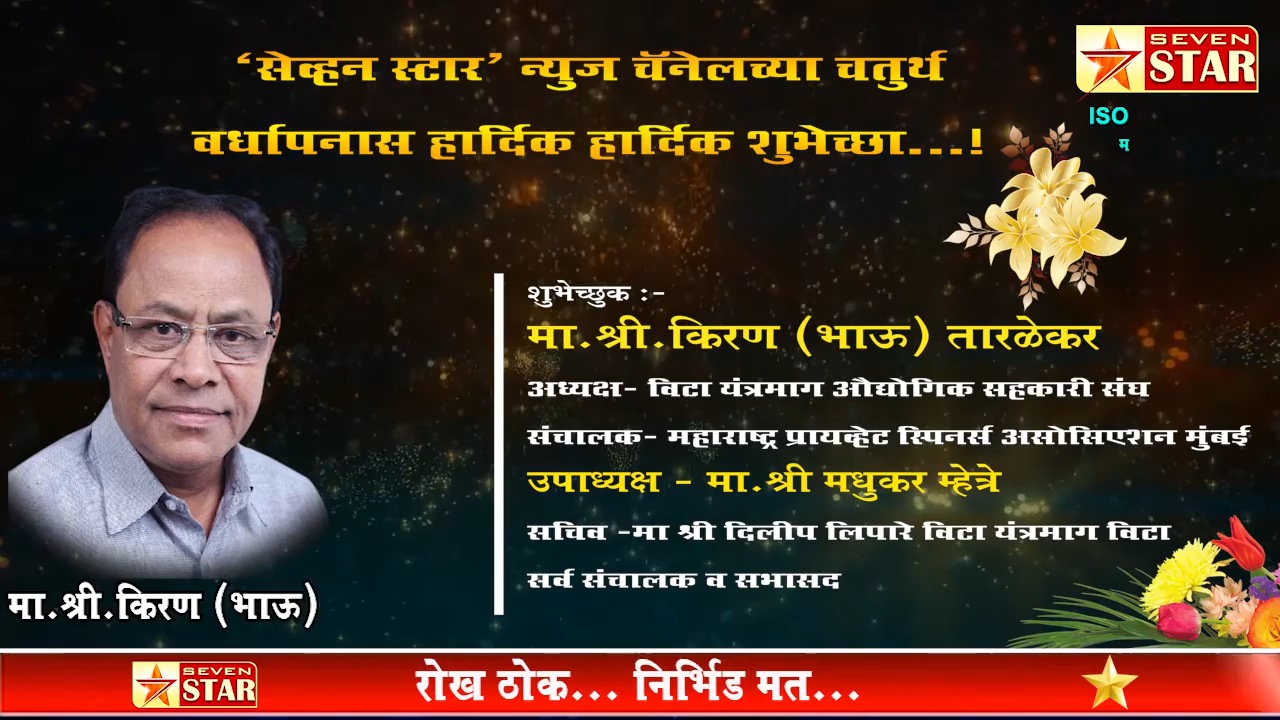 ‘सेव्हन स्टार’ न्युज चॅनेलच्या चतुर्थ
वर्धापनास हार्दिक हार्दिक शुभेच्छा...!
SEVEN
STAR
ISO
म
शुभेच्छुक :-
मा.श्री.किरण (भाऊ) तारळेकर
अध्यक्ष- विटा यंत्रमाग औद्योगिक सहकारी संघ
संचालक- महाराष्ट्र प्रायव्हेट स्पिनर्स असोसिएशन मुंबई
उपाध्यक्ष - मा.श्री मधुकर म्हेत्रे
सचिव -मा श्री दिलीप लिपारे विटा यंत्रमाग विटा
सर्व संचालक व सभासद
मा.श्री.किरण (भाऊ)
SEVEN
STAR
रोख ठोक... निर्भिड मत...